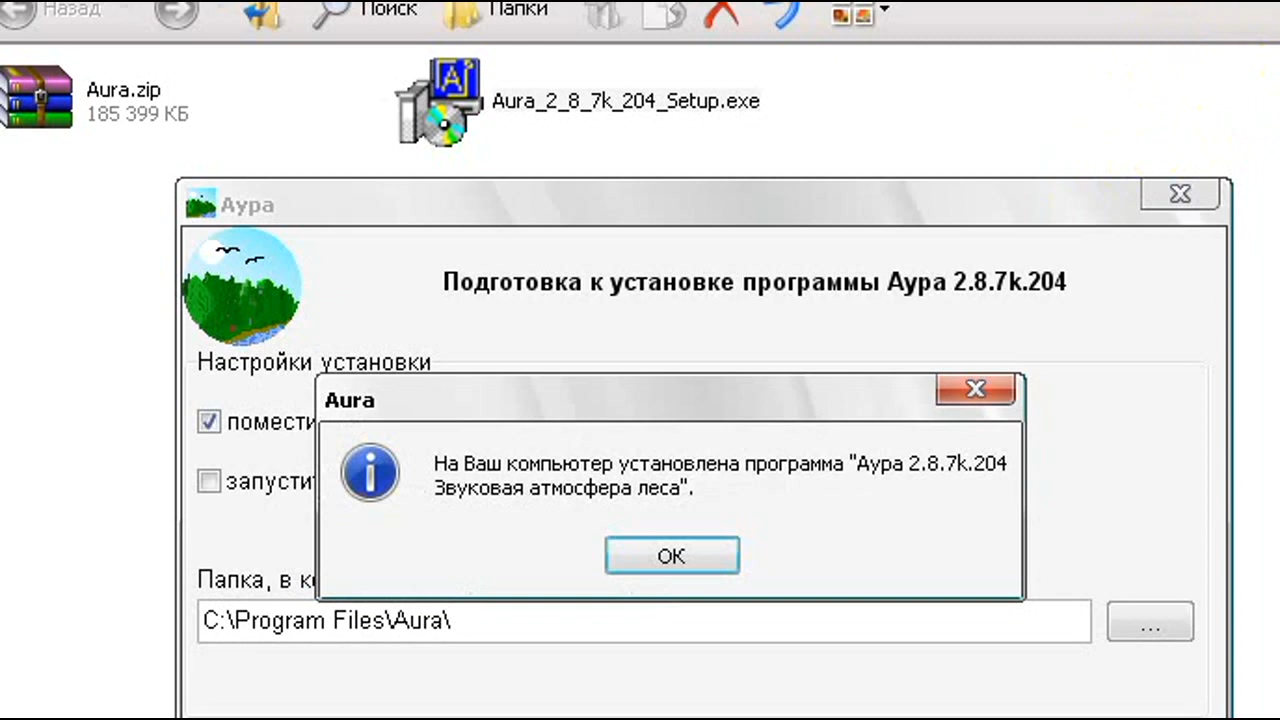 Назад
Поиск
Папки
Aura.zip
185 399 КБ
Aura_2_8_7k_204_Setup.exe
Аура
Подготовка к установке программы Аура 2.8.7k.204
Настройки установки
Aura
На Ваш компьютер установлена программа "Аура 2.8.7k.204
Звуковая атмосфера леса".
OK
Папка, в
C:\Program Files\Aura\
...